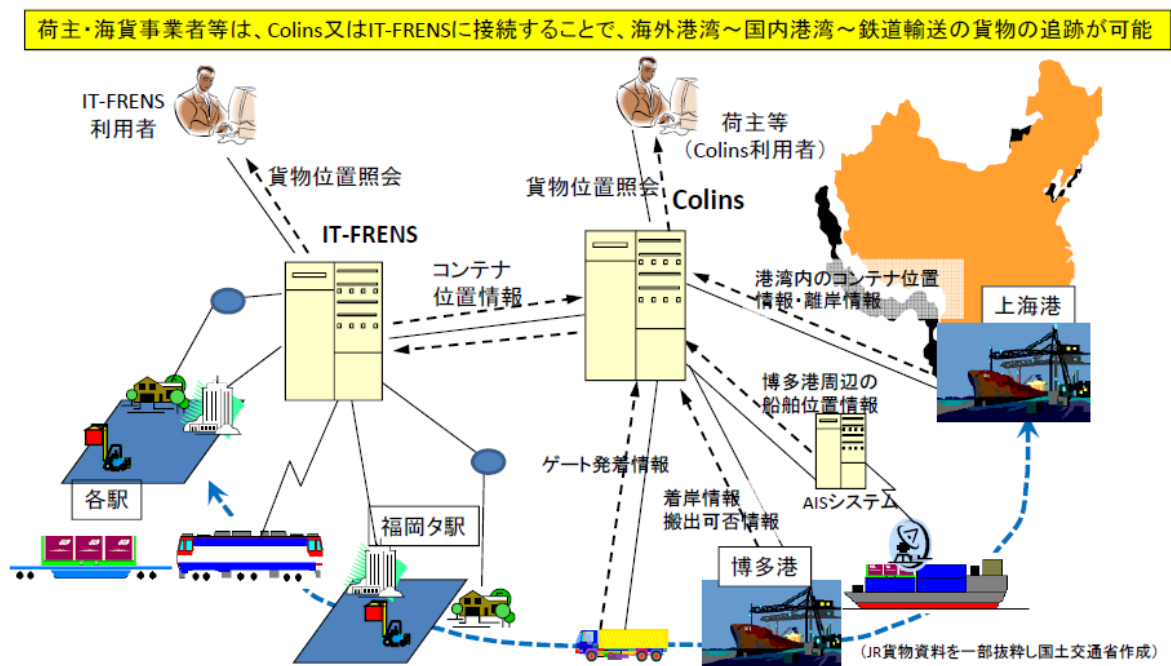 荷主・海貨事業者等は、Colins又はIT-FRENSに接続することで、海外港湾～国内港湾～鉄道輸送の貨物の追跡が可能
IT-FRENS
利用者
荷主等
（Colins利用者）
貨物位置照会
貨物位置照会
Colins
IT-FRENS
コンテナ
位置情報
港湾内のコンテナ位置
情報・離岸情報
上海港
博多港周辺の
船舶位置情報
ゲート発着情報
着岸情報
搬出可否情報
AISシステム
各駅
福岡タ駅
博多港
（JR貨物資料を一部抜粋し国土交通省作成）